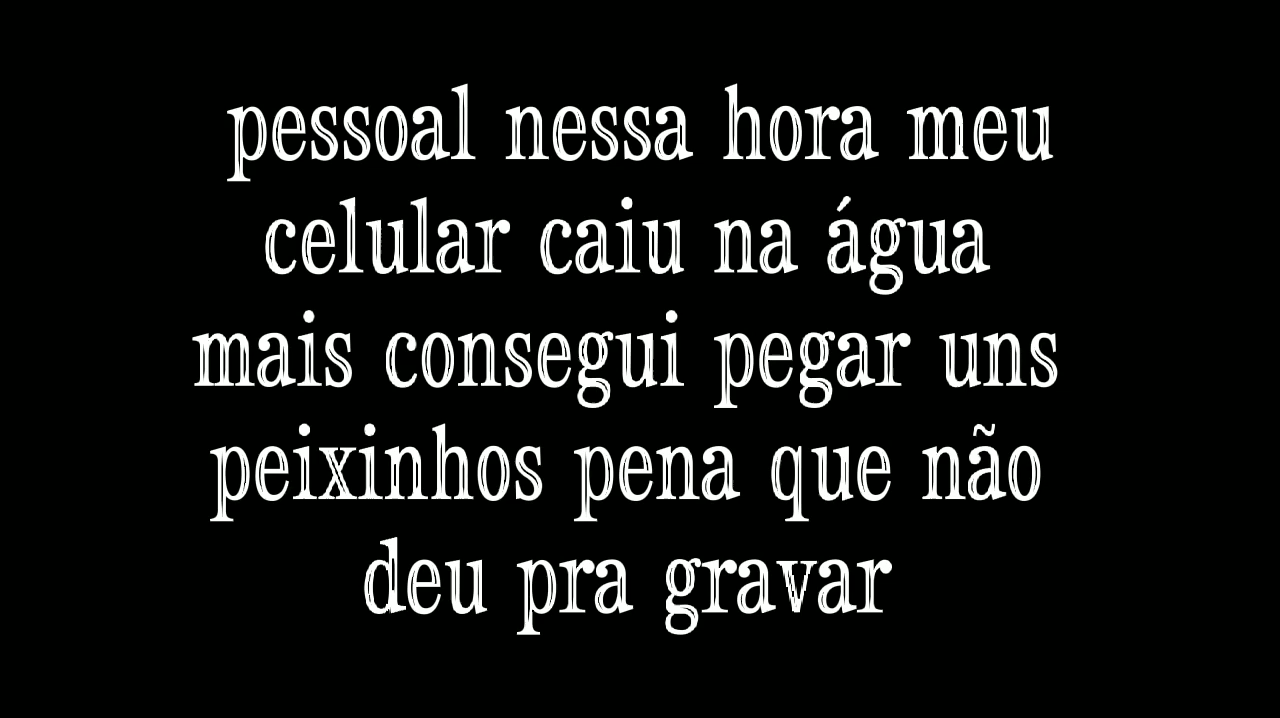 pessoal nessa hora meu
celular caiu na água
mais consegui pegar uns
peixinhos pena que não
deu pra gravar